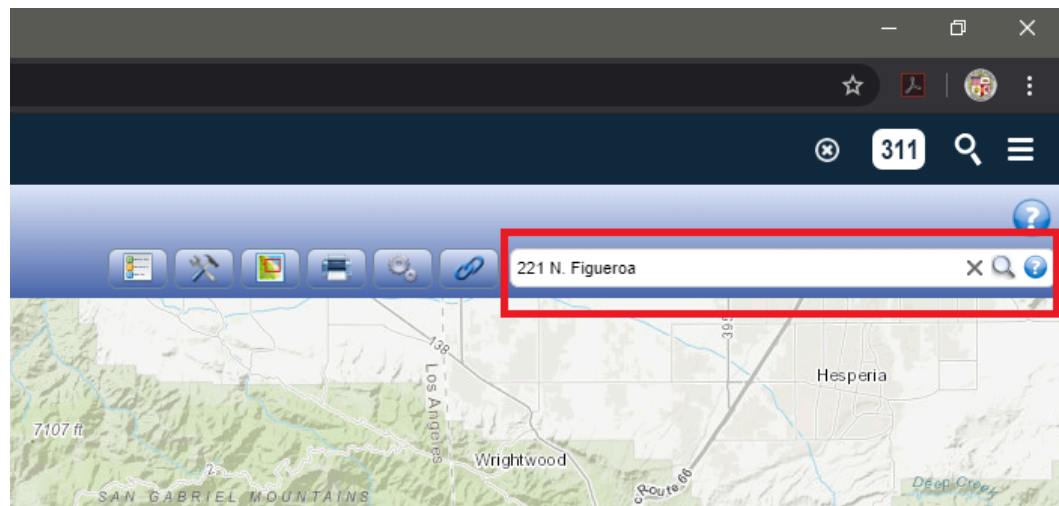 311
221 N. Figueroa
138
395
Los Angeles
Hesperia
7107 ft
Wrightwood
2
Route 66
Deep Creek
SAN GABRIEL MOUNTAINS